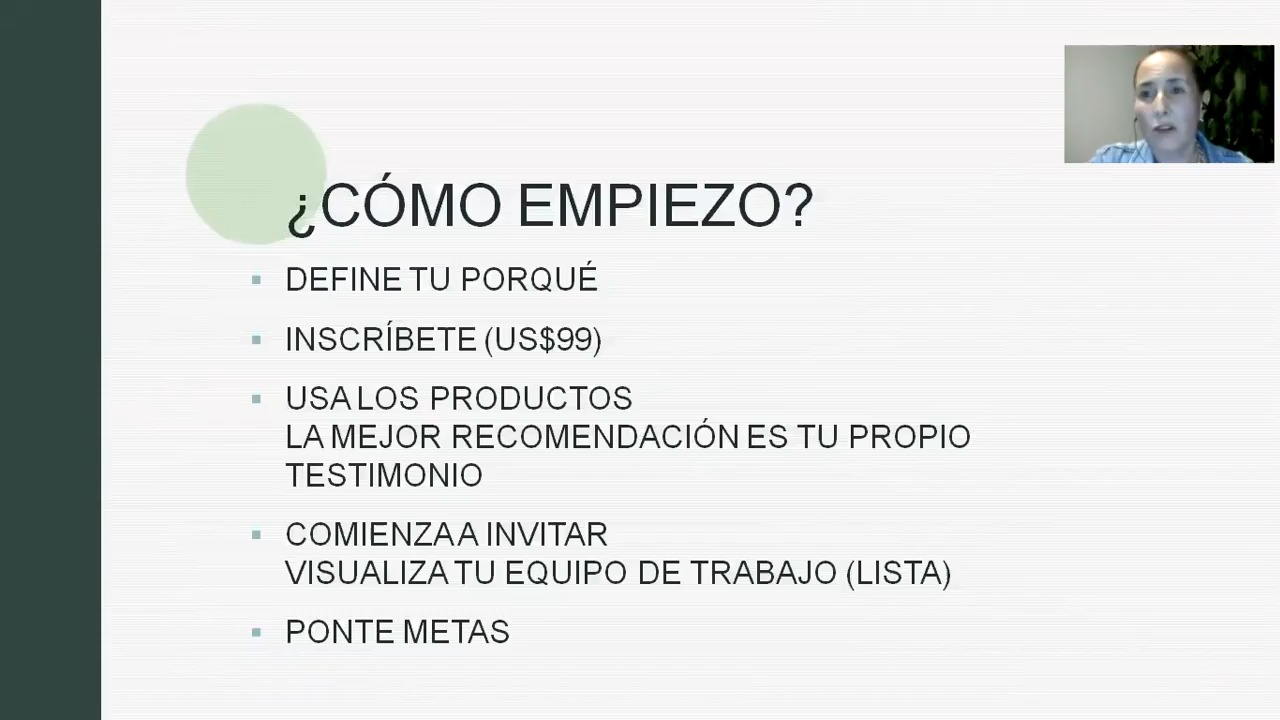 ¿CÓMO EMPIEZO?
DEFINE TU PORQUÉ
INSCRÍBETE (US$99)
USA LOS PRODUCTOS
LA MEJOR RECOMENDACIÓN ES TU PROPIO
TESTIMONIO
COMIENZA A INVITAR
VISUALIZA TU EQUIPO DE TRABAJO (LISTA)
PONTE METAS